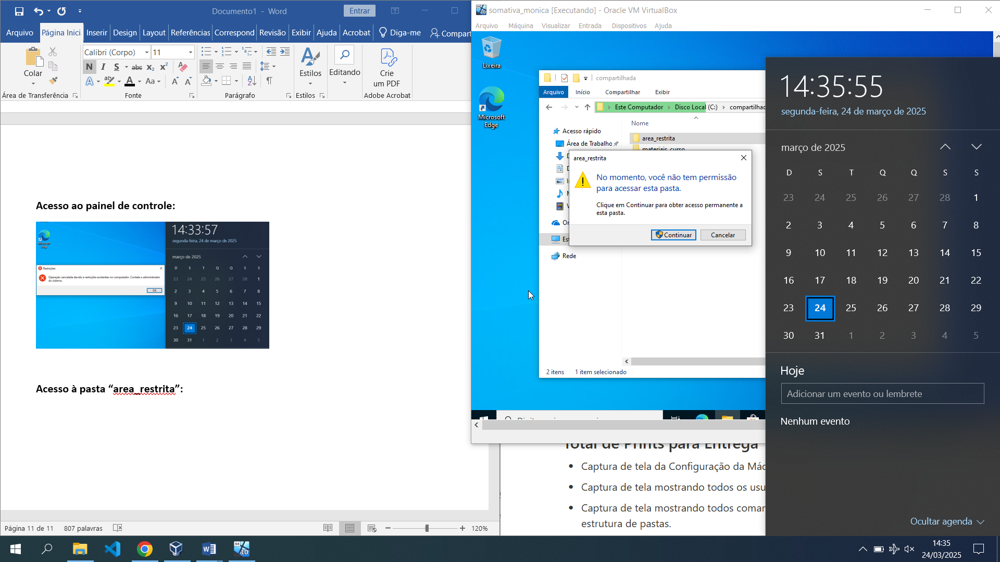 Documento1 - Word
Entrar
Arquivo
Página Inici
Inserir
Design
Layout
Referências
Correspond
Revisão
Exibir
Ajuda
Acrobat
Diga-me
Compart
Colar
Área de Transferência
Calibri (Corpo)
11
N I S abc x₂ x²
A A Aa A A
Fonte
Parágrafo
Estilos
Estilos
Editando
Crie
um PDF
Adobe Acrobat
Acesso ao painel de controle:
Microsoft
Edge
Restrições
Operação cancelada devido a restrições existentes no computador. Contate o administrador
do sistema.
OK
14:33:57
segunda-feira, 24 de março de 2025
março de 2025
D S T Q Q S S
23 24 25 26 27 28 1
2 3 4 5 6 7 8
9 10 11 12 13 14 15
16 17 18 19 20 21 22
23 24 25 26 27 28 29
30 31 1 2 3 4 5
Acesso à pasta “area_restrita”:
Página 11 de 11
807 palavras
120%
somativa_monica [Executando] - Oracle VM VirtualBox
Arquivo
Máquina
Visualizar
Entrada
Dispositivos
Ajuda
Lixeira
Microsoft
Edge
compartilhada
Arquivo
Início
Compartilhar
Exibir
Este Computador
Disco Local (C:)
compartilhad
Nome
Acesso rápido
Área de Trabalho
area_restrita
materiais_curso
Rede
area_restrita
No momento, você não tem permissão
para acessar esta pasta.
Clique em Continuar para obter acesso permanente a
esta pasta.
Continuar
Cancelar
2 itens
1 item selecionado
Total de Prints para Entrega
• Captura de tela da Configuração da Máq
• Captura de tela mostrando todos os usu
• Captura de tela mostrando todos comar
estrutura de pastas.
14:35:55
segunda-feira, 24 de março de 2025
março de 2025
D S T Q Q S S
23 24 25 26 27 28 1
2 3 4 5 6 7 8
9 10 11 12 13 14 15
16 17 18 19 20 21 22
23 24 25 26 27 28 29
30 31 1 2 3 4 5
Hoje
Adicionar um evento ou lembrete
Nenhum evento
Ocultar agenda
14:35
24/03/2025